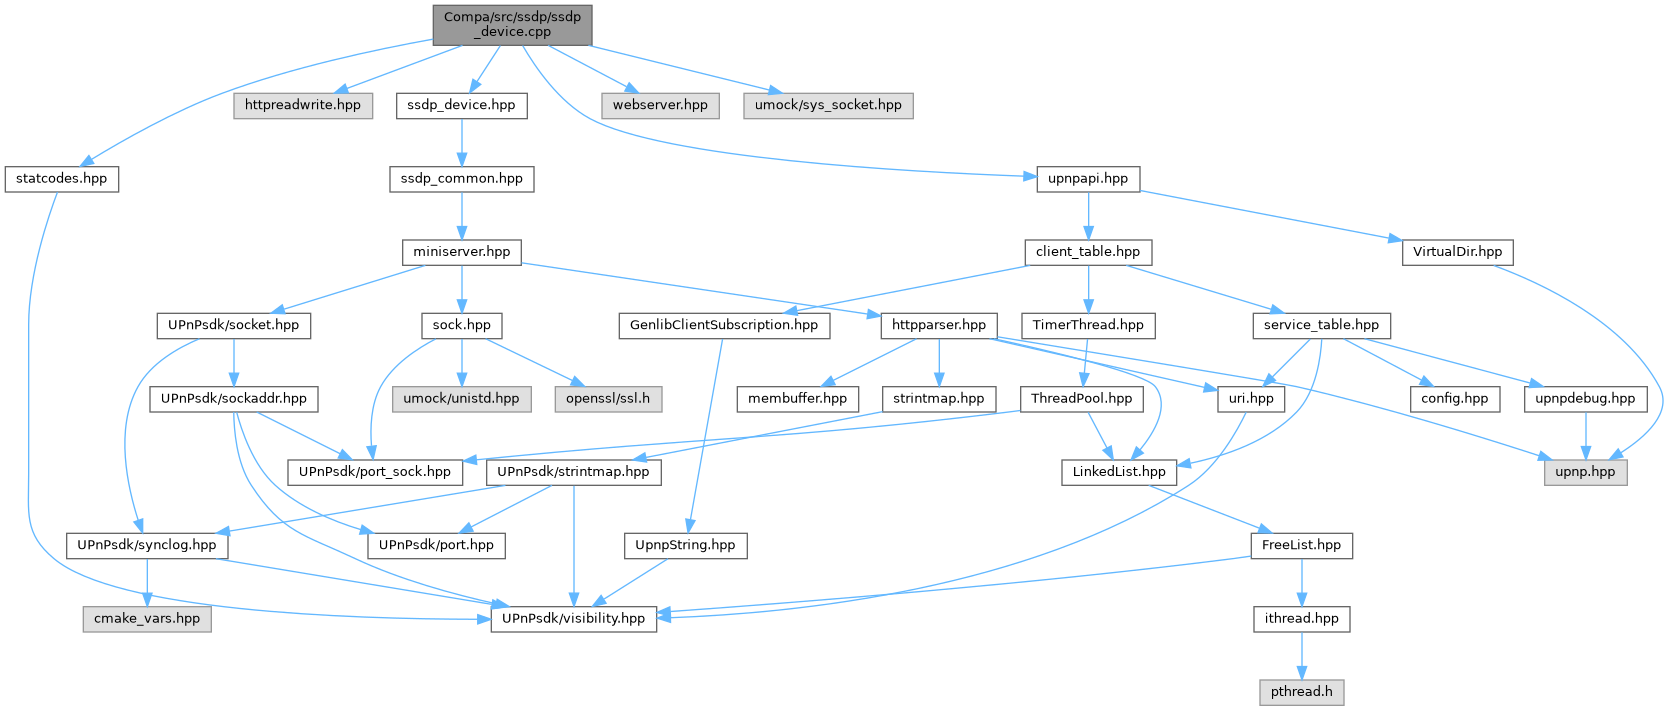 Compa/src/ssdp/ssdp
_device.cpp
httpreadwrite.hpp
ssdp_device.hpp
webserver.hpp
umock/sys_socket.hpp
statcodes.hpp
ssdp_common.hpp
upnpapi.hpp
miniserver.hpp
client_table.hpp
VirtualDir.hpp
UPnPsdk/socket.hpp
sock.hpp
GenlibClientSubscription.hpp
httpparser.hpp
TimerThread.hpp
service_table.hpp
UPnPsdk/sockaddr.hpp
umock/unistd.hpp
openssl/ssl.h
membuffer.hpp
strintmap.hpp
ThreadPool.hpp
uri.hpp
config.hpp
upnpdebug.hpp
UPnPsdk/port_sock.hpp
UPnPsdk/strintmap.hpp
LinkedList.hpp
upnp.hpp
UPnPsdk/synclog.hpp
UPnPsdk/port.hpp
UpnpString.hpp
FreeList.hpp
cmake_vars.hpp
UPnPsdk/visibility.hpp
ithread.hpp
pthread.h